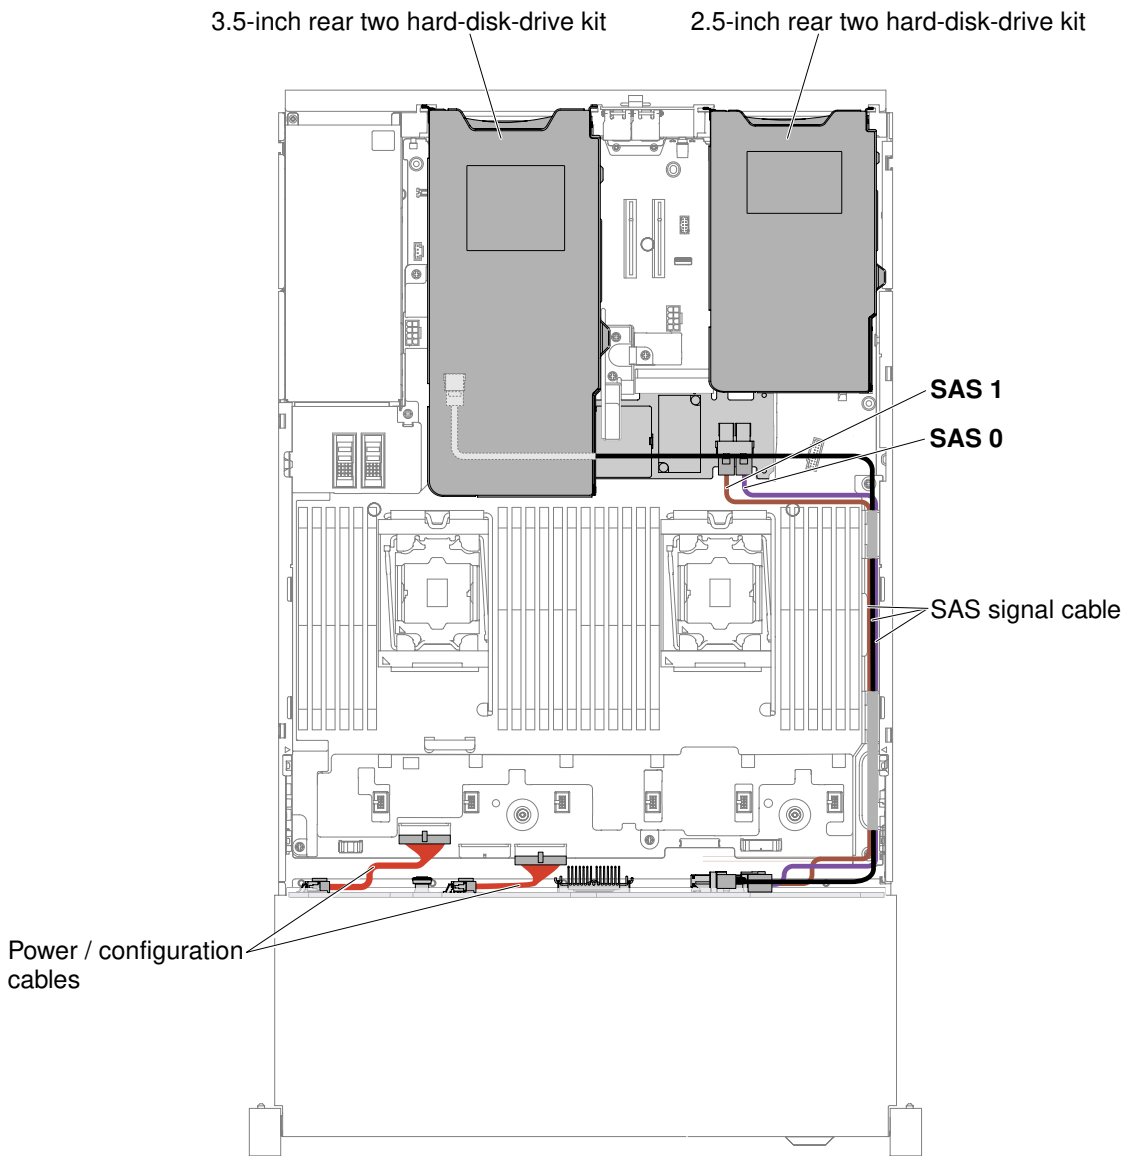 3.5-inch rear two hard-disk-drive kit
2.5-inch rear two hard-disk-drive kit
SAS 1
SAS 0
SAS signal cable
Power / configuration
cables